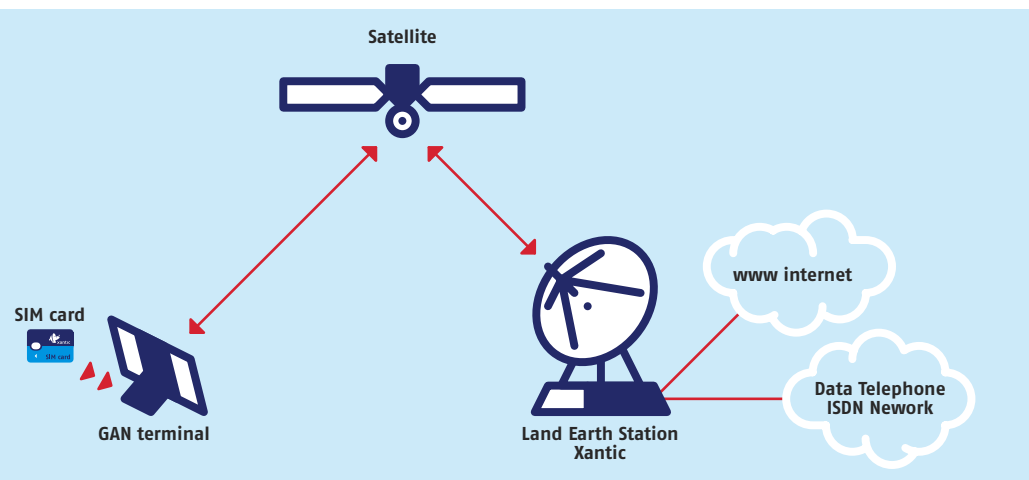 Satellite
www internet
SIM card
xantic
SIM card
Data Telephone
ISDN Nework
GAN terminal
Land Earth Station
Xantic